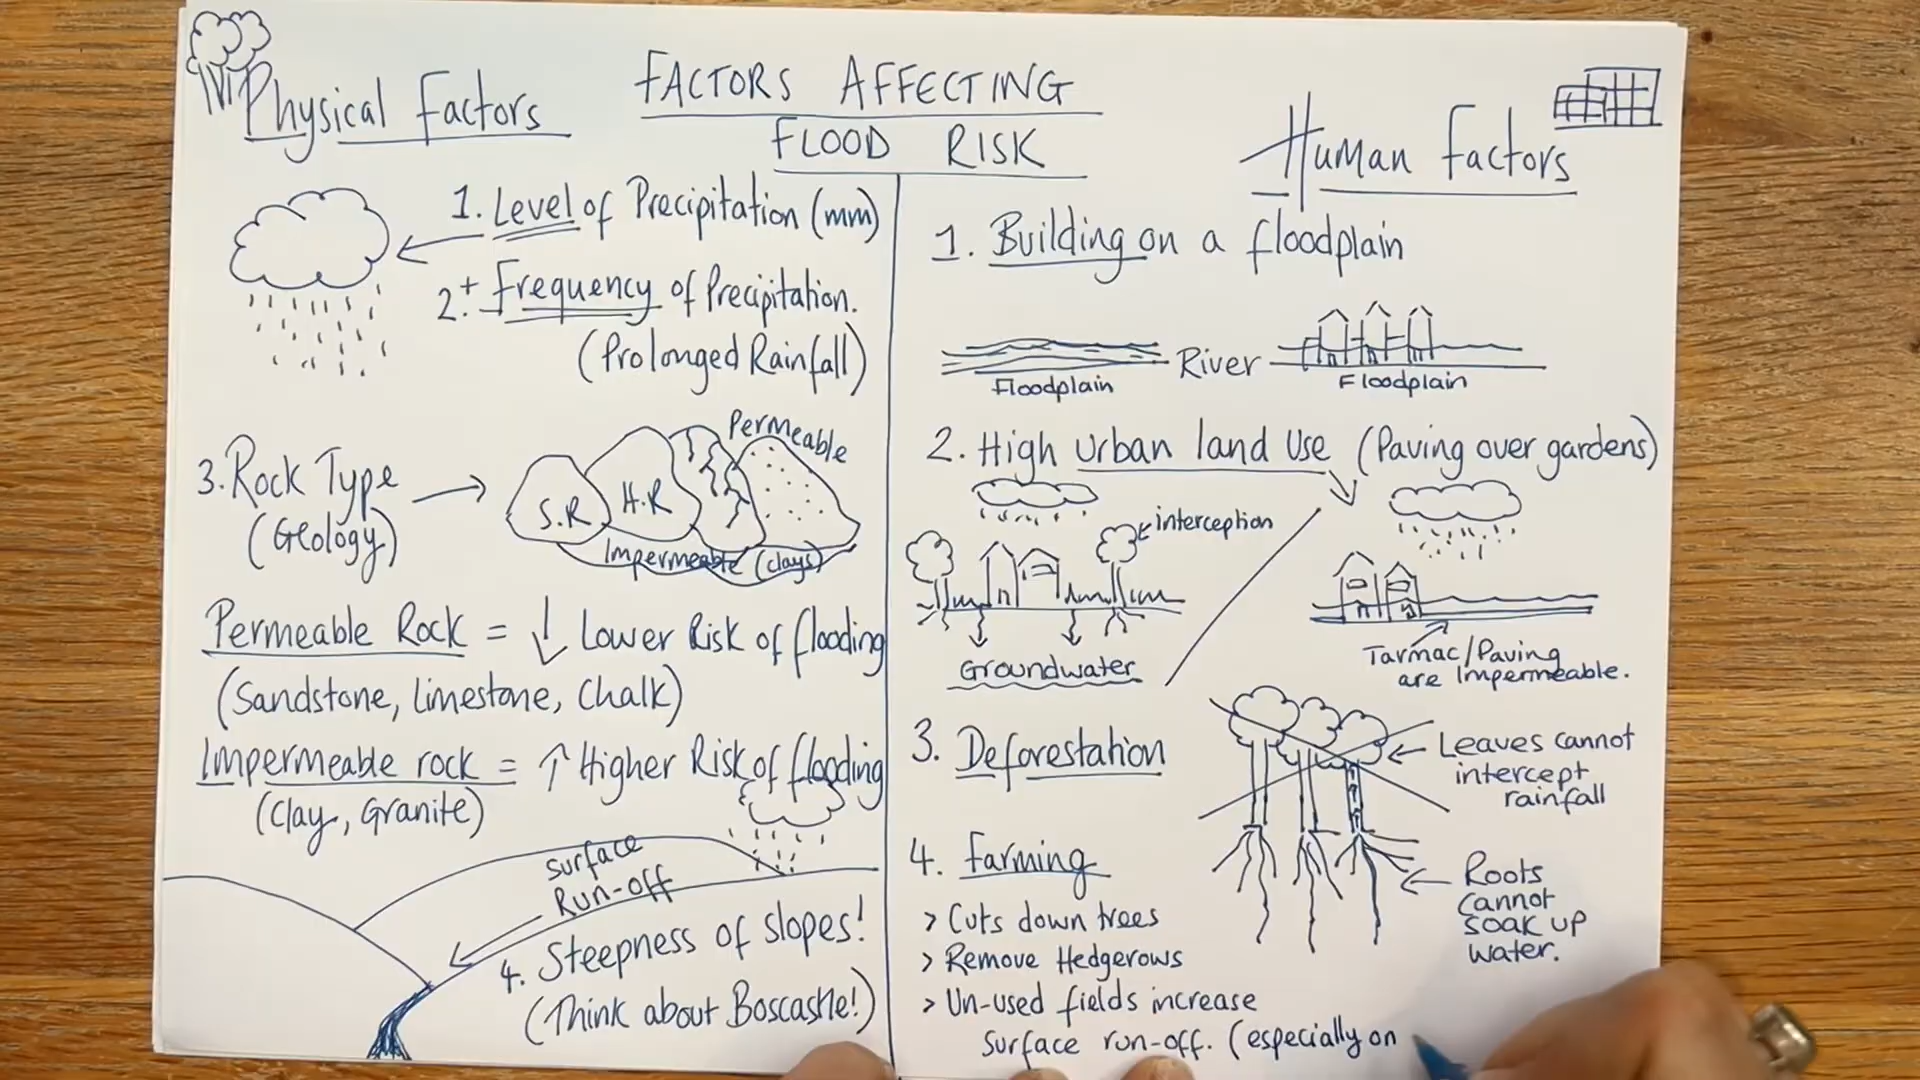 FACTORS AFFECTING
FLOOD RISK
Physical Factors
1. Level of Precipitation (mm)
2. + Frequency of Precipitation.
(Prolonged Rainfall)
3. Rock Type
(Geology)
Permeable
S.R
H.R
Impermeable (clays)
Permeable Rock = ↓ Lower Risk of flooding
(Sandstone, Limestone, Chalk)
Impermeable rock = ↑ Higher Risk of flooding
(Clay, Granite)
Surface
Run-off
4. Steepness of slopes!
(Think about Boscastle!)
Human Factors
1. Building on a floodplain
River
Floodplain
Floodplain
2. High Urban land Use (Paving over gardens)
interception
Groundwater
Tarmac/Paving
are Impermeable.
3. Deforestation
Leaves cannot
intercept
rainfall
Roots
cannot
soak up
water.
4. Farming
> Cuts down trees
> Remove Hedgerows
> Un-used fields increase
surface run-off. (especially on